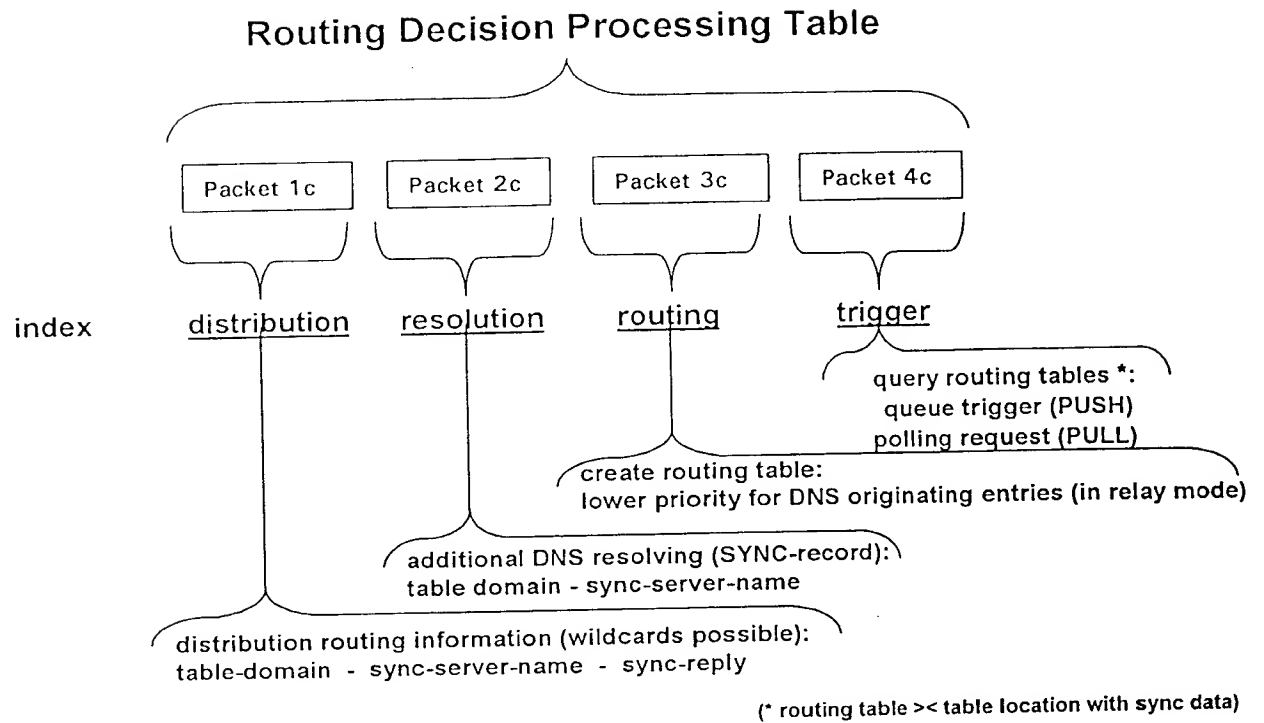 Routing Decision Processing Table
Packet 1c
Packet 2c
Packet 3c
Packet 4c
index
distribution
resolution
routing
trigger
query routing tables *:
queue trigger (PUSH)
polling request (PULL)
create routing table:
lower priority for DNS originating entries (in relay mode)
additional DNS resolving (SYNC-record):
table domain - sync-server-name
distribution routing information (wildcards possible):
table-domain - sync-server-name - sync-reply
(* routing table >< table location with sync data)